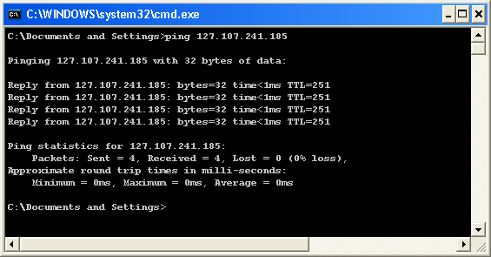 C:\WINDOWS\system32\cmd.exe
C:\Documents and Settings>ping 127.107.241.185
Pinging 127.107.241.185 with 32 bytes of data:
Reply from 127.107.241.185: bytes=32 time<1ms TTL=251
Reply from 127.107.241.185: bytes=32 time<1ms TTL=251
Reply from 127.107.241.185: bytes=32 time<1ms TTL=251
Reply from 127.107.241.185: bytes=32 time<1ms TTL=251
Ping statistics for 127.107.241.185:
Packets: Sent = 4, Received = 4, Lost = 0 (0% loss),
Approximate round trip times in milli-seconds:
Minimum = 0ms, Maximum = 0ms, Average = 0ms
C:\Documents and Settings>